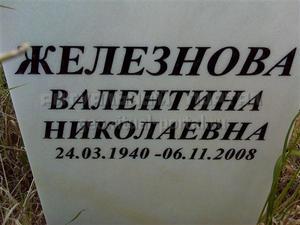 ЖЕЛЕЗНОВА
ВАЛЕНТИНА
НИКОЛАЕВНА
24.03.1940 -06.11.2008